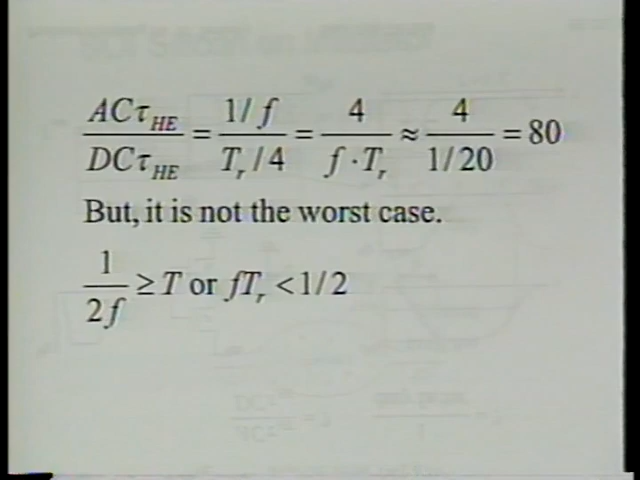 ACτ_HE / DCτ_HE = (1/f) / (T_r/4) = 4 / (f·T_r) ≈ 4 / (1/20) = 80
But, it is not the worst case.
1 / 2f ≥ T or fT_r < 1/2